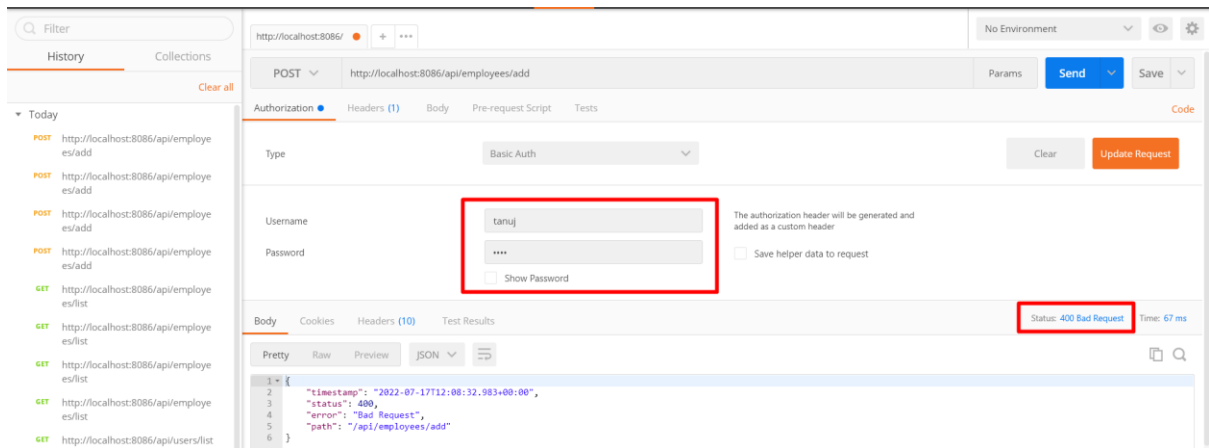 Filter
History Collections
Clear all
Today
POST http://localhost:8086/api/employe
es/add
POST http://localhost:8086/api/employe
es/add
POST http://localhost:8086/api/employe
es/add
POST http://localhost:8086/api/employe
es/add
GET http://localhost:8086/api/employe
es/list
GET http://localhost:8086/api/employe
es/list
GET http://localhost:8086/api/employe
es/list
GET http://localhost:8086/api/employe
es/list
GET http://localhost:8086/api/users/list
http://localhost:8086/ + •••
No Environment
POST http://localhost:8086/api/employees/add Params Send Save
Authorization Headers (1) Body Pre-request Script Tests Code
Type Basic Auth Clear Update Request
Username tanuj
Password ••••
Show Password
The authorization header will be generated and
added as a custom header
Save helper data to request
Body Cookies Headers (10) Test Results Status: 400 Bad Request Time: 67 ms
Pretty Raw Preview JSON
1 {
2 "timestamp": "2022-07-17T12:08:32.983+00:00",
3 "status": 400,
4 "error": "Bad Request",
5 "path": "/api/employees/add"
6 }